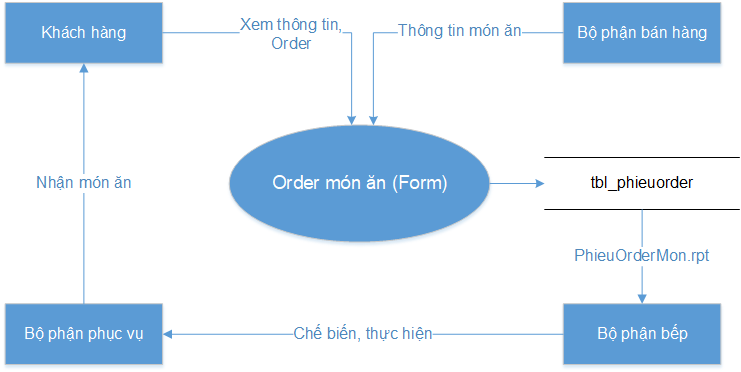 Khách hàng
Xem thông tin,
Order
Thông tin món ăn
Bộ phận bán hàng
Nhận món ăn
Order món ăn (Form)
tbl_phieuorder
PhieuOrderMon.rpt
Bộ phận phục vụ
Chế biến, thực hiện
Bộ phận bếp